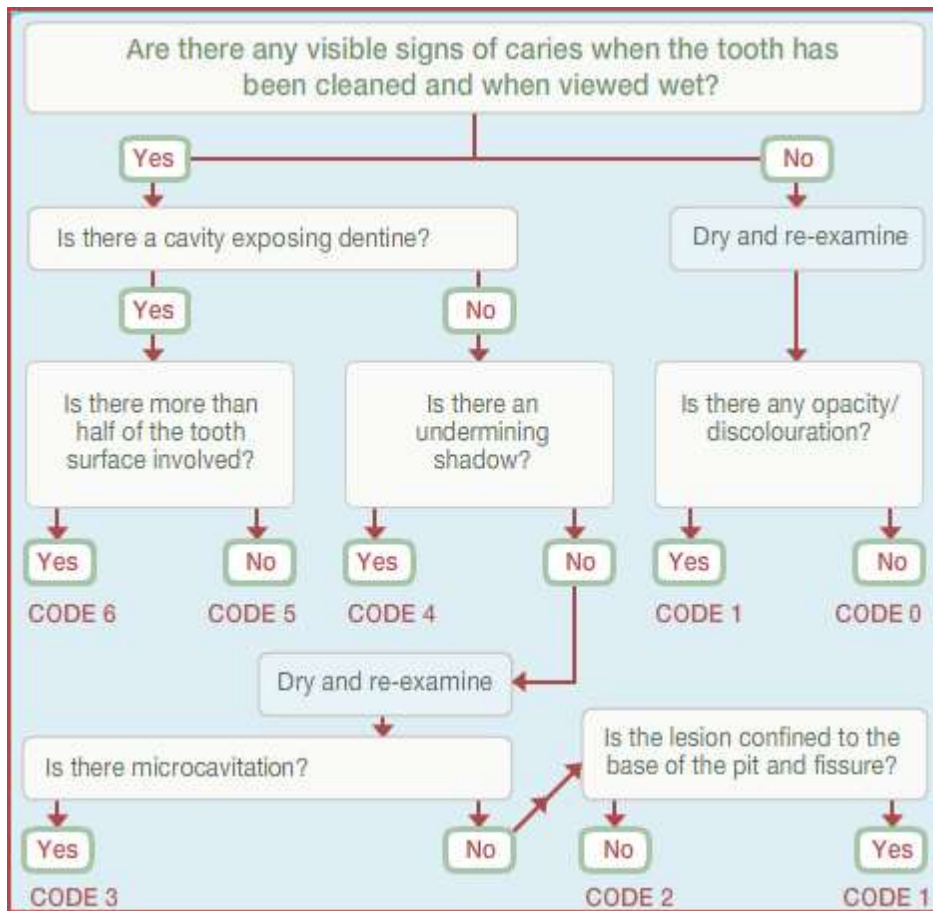 Are there any visible signs of caries when the tooth has
been cleaned and when viewed wet?
Yes
No
Is there a cavity exposing dentine?
Dry and re-examine
Yes
No
Is there more than
half of the tooth
surface involved?
Is there an
undermining
shadow?
Is there any opacity/
discolouration?
Yes
No
Yes
No
Yes
No
CODE 6
CODE 5
CODE 4
CODE 1
CODE 0
Dry and re-examine
Is there microcavitation?
Is the lesion confined to the
base of the pit and fissure?
Yes
No
No
Yes
CODE 3
CODE 2
CODE 1